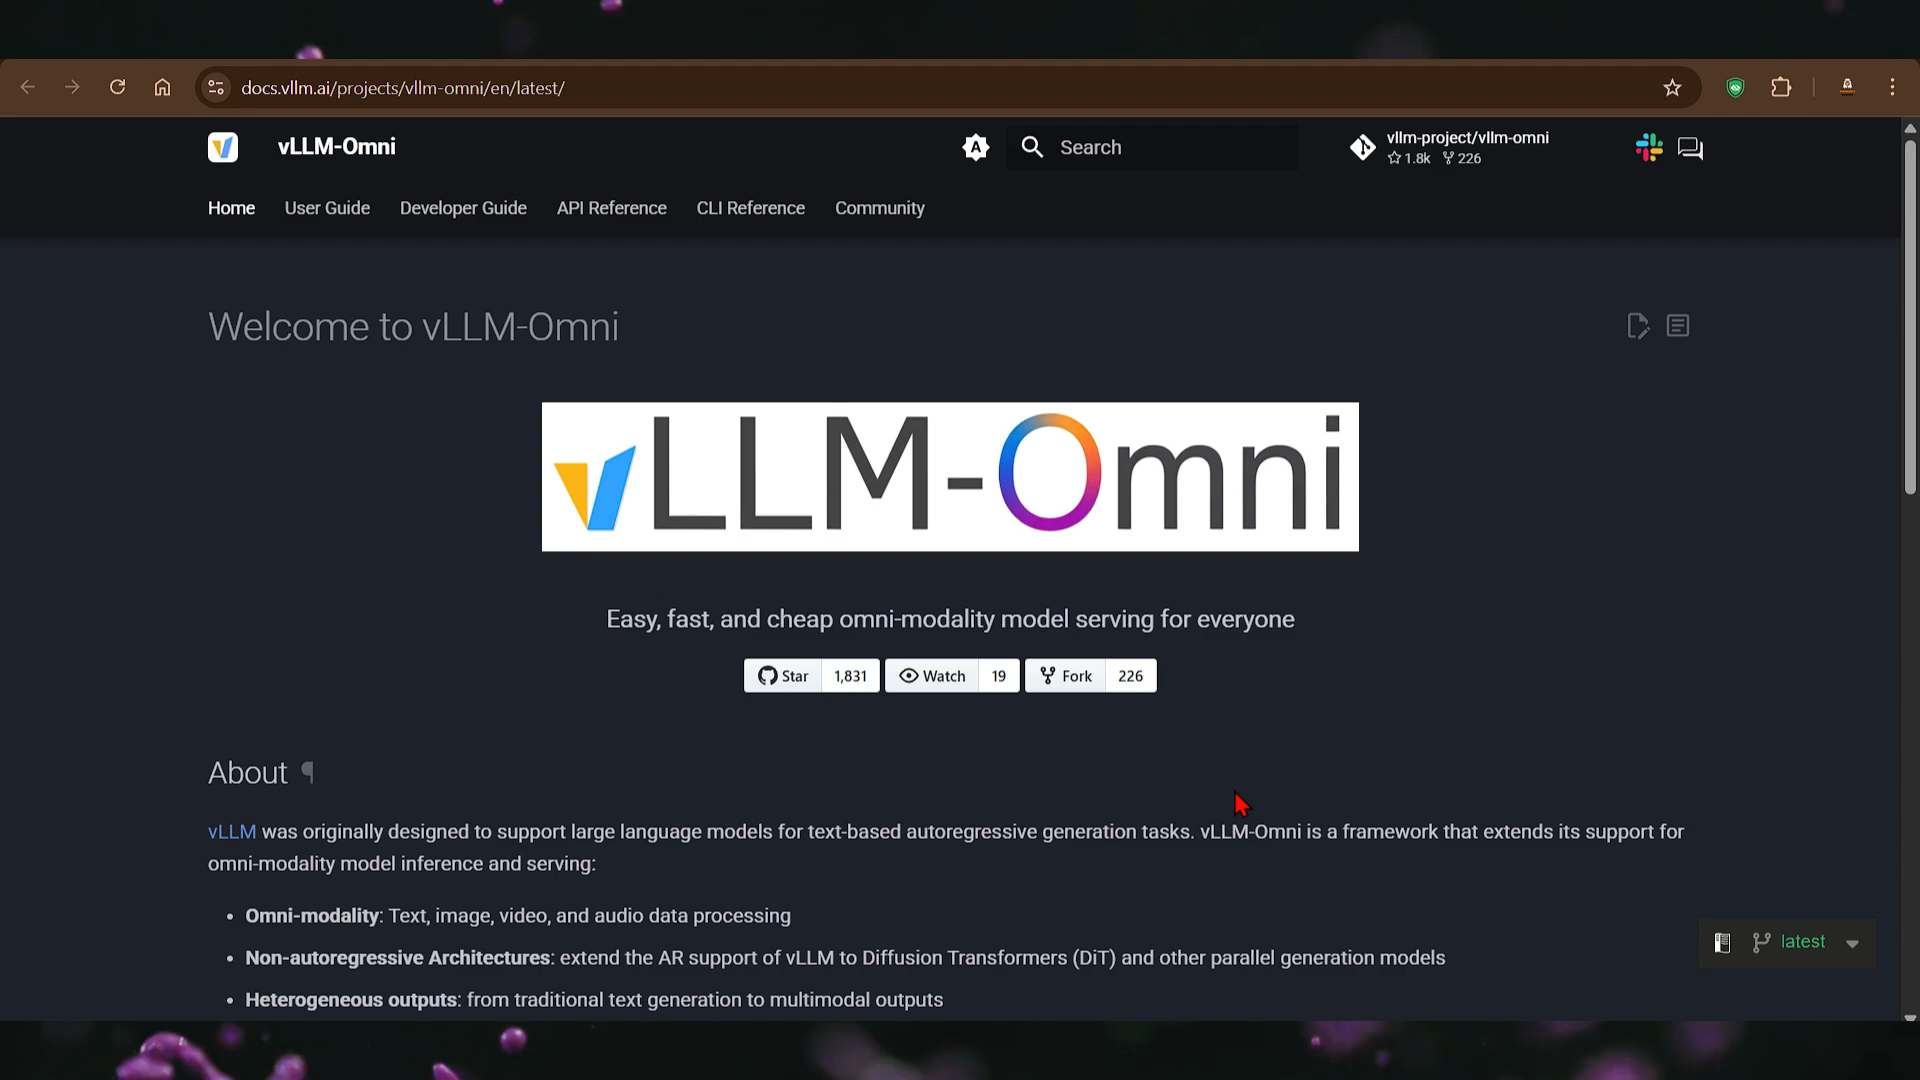 docs.vllm.ai/projects/vllm-omni/en/latest/
vLLM-Omni
A
Search
vllm-project/vllm-omni
1.8k 226
Home User Guide Developer Guide API Reference CLI Reference Community
Welcome to vLLM-Omni
vLLM-Omni
Easy, fast, and cheap omni-modality model serving for everyone
Star 1,831 Watch 19 Fork 226
About ¶
vLLM was originally designed to support large language models for text-based autoregressive generation tasks. vLLM-Omni is a framework that extends its support for
omni-modality model inference and serving:
• Omni-modality: Text, image, video, and audio data processing
• Non-autoregressive Architectures: extend the AR support of vLLM to Diffusion Transformers (DiT) and other parallel generation models
• Heterogeneous outputs: from traditional text generation to multimodal outputs
latest